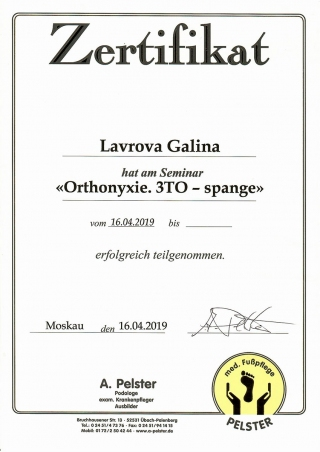 Zertifikat
Lavrova Galina
hat am Seminar
«Orthonyxie. 3TO – spange»
vom 16.04.2019 bis
erfolgreich teilgenommen.
Moskau den 16.04.2019
A. Pelster
Podologe
exam. Krankenpfleger
Ausbilder
Bruchhausener Str. 13 - 52531 Übach-Palenberg
Tel.: 0 24 51/4 73 76 - Fax: 0 24 51/94 14 13
Mobil: 01 72/2 50 42 44 - www.a-pelster.de
med. Fußpflege
PELSTER